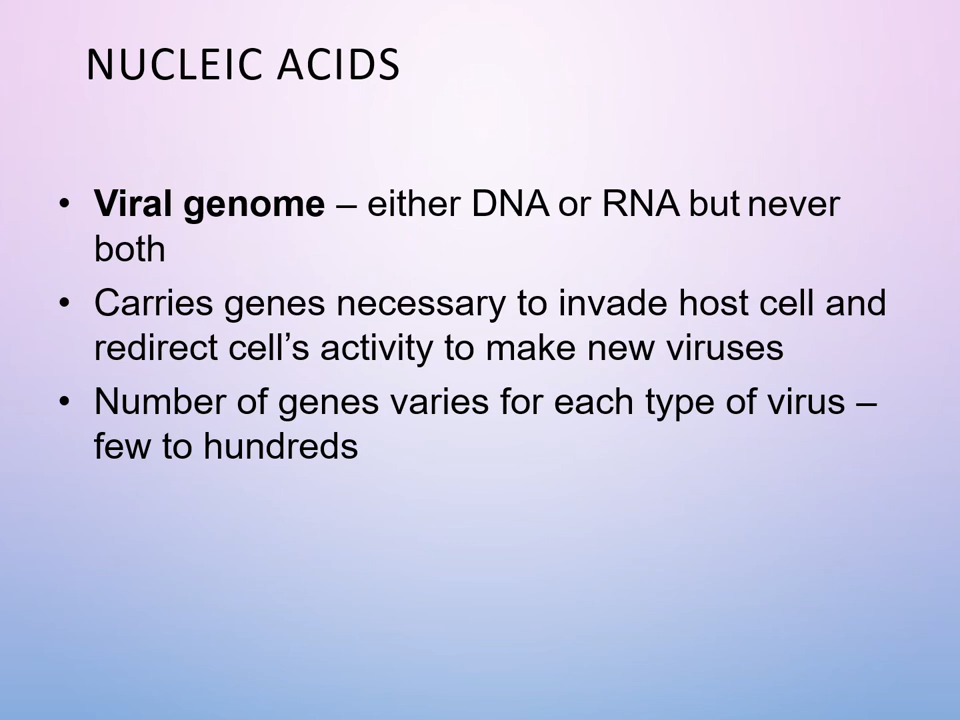 NUCLEIC ACIDS
• Viral genome – either DNA or RNA but never
both
• Carries genes necessary to invade host cell and
redirect cell’s activity to make new viruses
• Number of genes varies for each type of virus –
few to hundreds